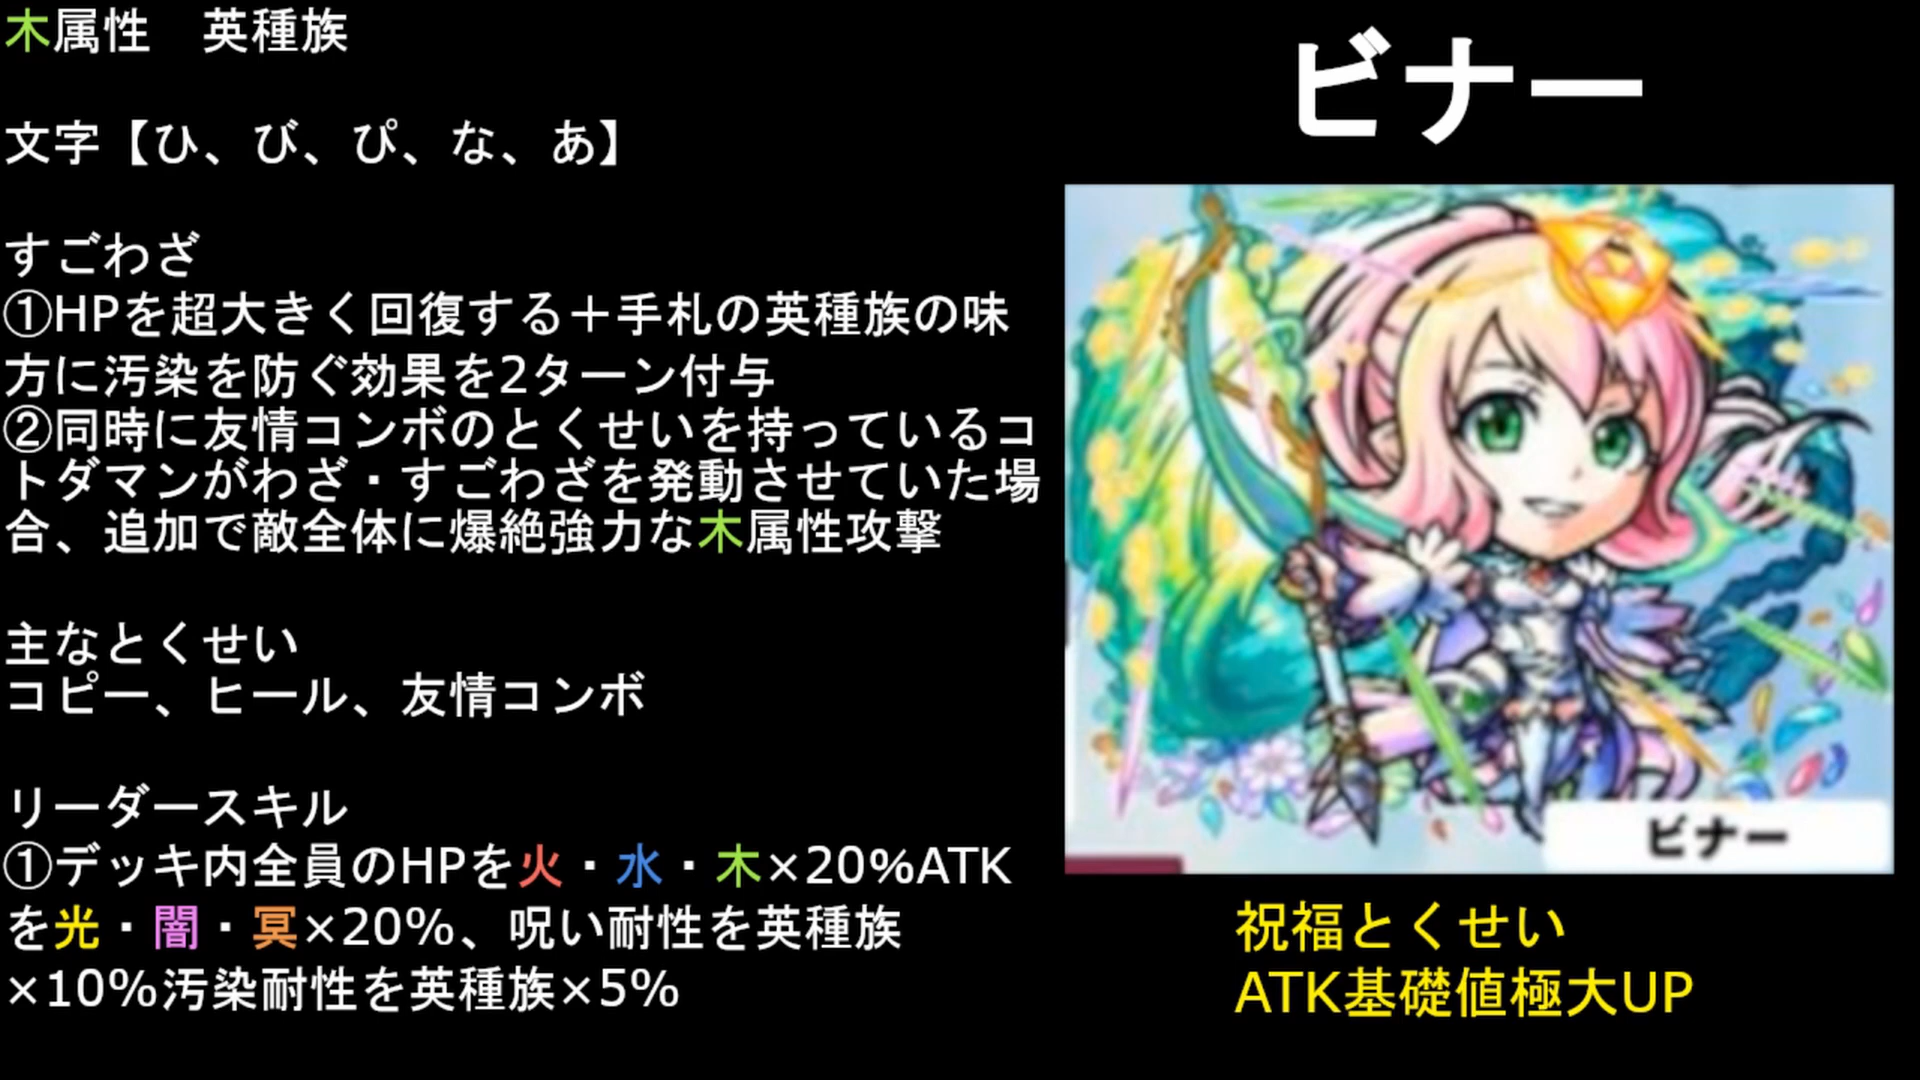 木属性　英種族
文字【ひ、び、ぴ、な、あ】
すごわざ
①HPを超大きく回復する＋手札の英種族の味
方に汚染を防ぐ効果を2ターン付与
②同時に友情コンボのとくせいを持っているコ
トダマンがわざ・すごわざを発動させていた場
合、追加で敵全体に爆絶強力な木属性攻撃
主なとくせい
コピー、ヒール、友情コンボ
リーダースキル
①デッキ内全員のHPを火・水・木×20%ATK
を光・闇・冥×20%、呪い耐性を英種族
×10%汚染耐性を英種族×5%
ビナー
ビナー
祝福とくせい
ATK基礎値極大UP